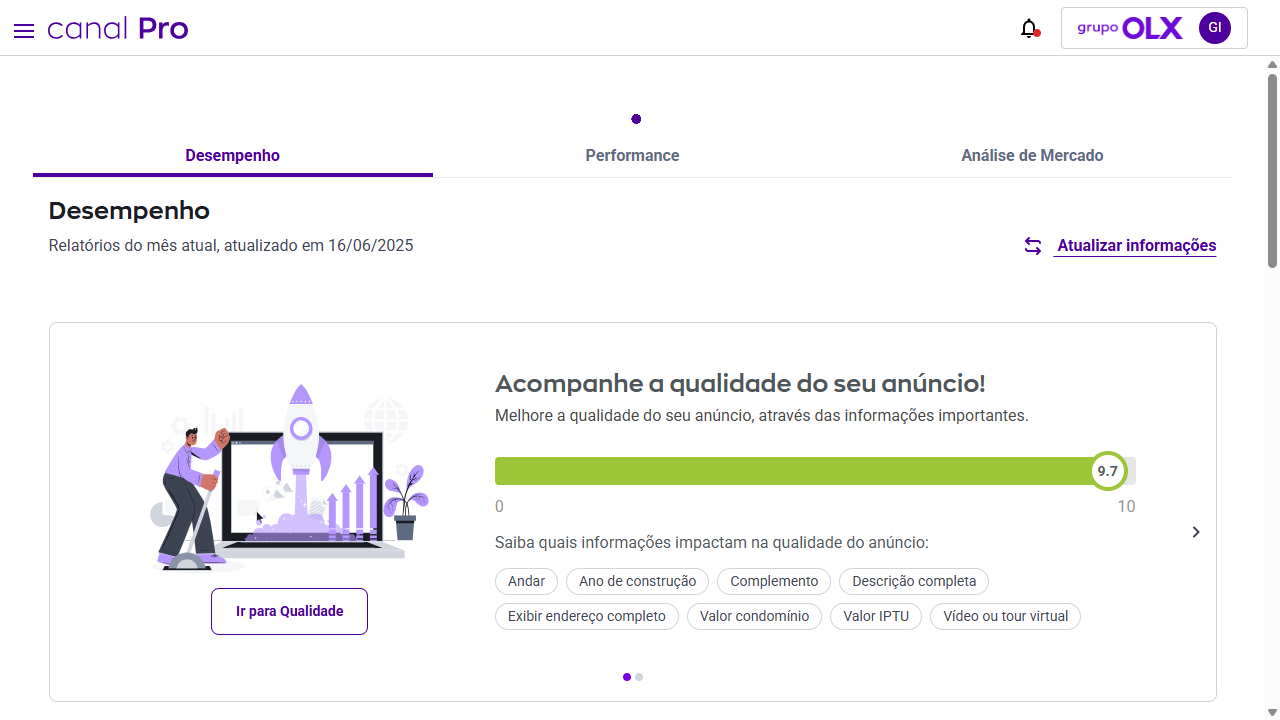 canal Pro
grupo OLX
GI
Desempenho
Performance
Análise de Mercado
Desempenho
Relatórios do mês atual, atualizado em 16/06/2025
Atualizar informações
Acompanhe a qualidade do seu anúncio!
Melhore a qualidade do seu anúncio, através das informações importantes.
9.7
0
10
Saiba quais informações impactam na qualidade do anúncio:
Andar
Ano de construção
Complemento
Descrição completa
Exibir endereço completo
Valor condomínio
Valor IPTU
Vídeo ou tour virtual
Ir para Qualidade